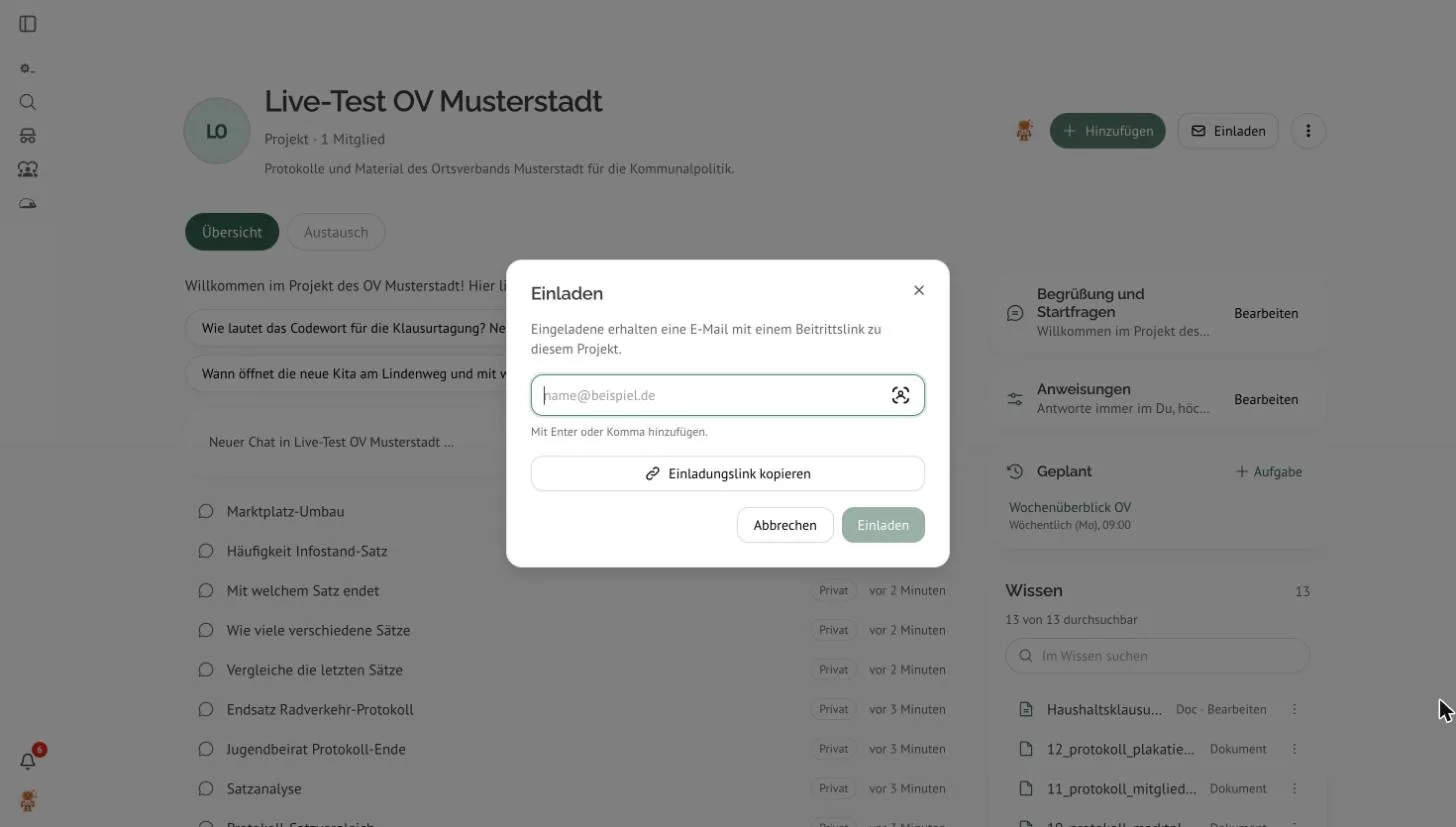 LO
Live-Test OV Musterstadt
Projekt · 1 Mitglied
Protokolle und Material des Ortsverbands Musterstadt für die Kommunalpolitik.
Hinzufügen
Einladen
Übersicht
Austausch
Willkommen im Projekt des OV Musterstadt! Hier
Wie lautet das Codewort für die Klausurtagung?
Wann öffnet die neue Kita am Lindenweg und mit
Neuer Chat in Live-Test OV Musterstadt ...
Marktplatz-Umbau
Häufigkeit Infostand-Satz
Mit welchem Satz endet
Privat
vor 2 Minuten
Wie viele verschiedene Sätze
Privat
vor 2 Minuten
Vergleiche die letzten Sätze
Privat
vor 2 Minuten
Endsatz Radverkehr-Protokoll
Privat
vor 3 Minuten
Jugendbeirat Protokoll-Ende
Privat
vor 3 Minuten
Satzanalyse
Privat
vor 3 Minuten
Einladen
Eingeladene erhalten eine E-Mail mit einem Beitrittslink zu
diesem Projekt.
name@beispiel.de
Mit Enter oder Komma hinzufügen.
Einladungslink kopieren
Abbrechen
Einladen
Begrüßung und
Startfragen
Willkommen im Projekt des...
Bearbeiten
Anweisungen
Antworte immer im Du, höc...
Bearbeiten
Geplant
Aufgabe
Wochenüberblick OV
Wöchentlich (Mo), 09:00
Wissen
13
13 von 13 durchsuchbar
Im Wissen suchen
Haushaltsklausu...
Doc · Bearbeiten
12_protokoll_plakatie...
Dokument
11_protokoll_mitglied...
Dokument
6